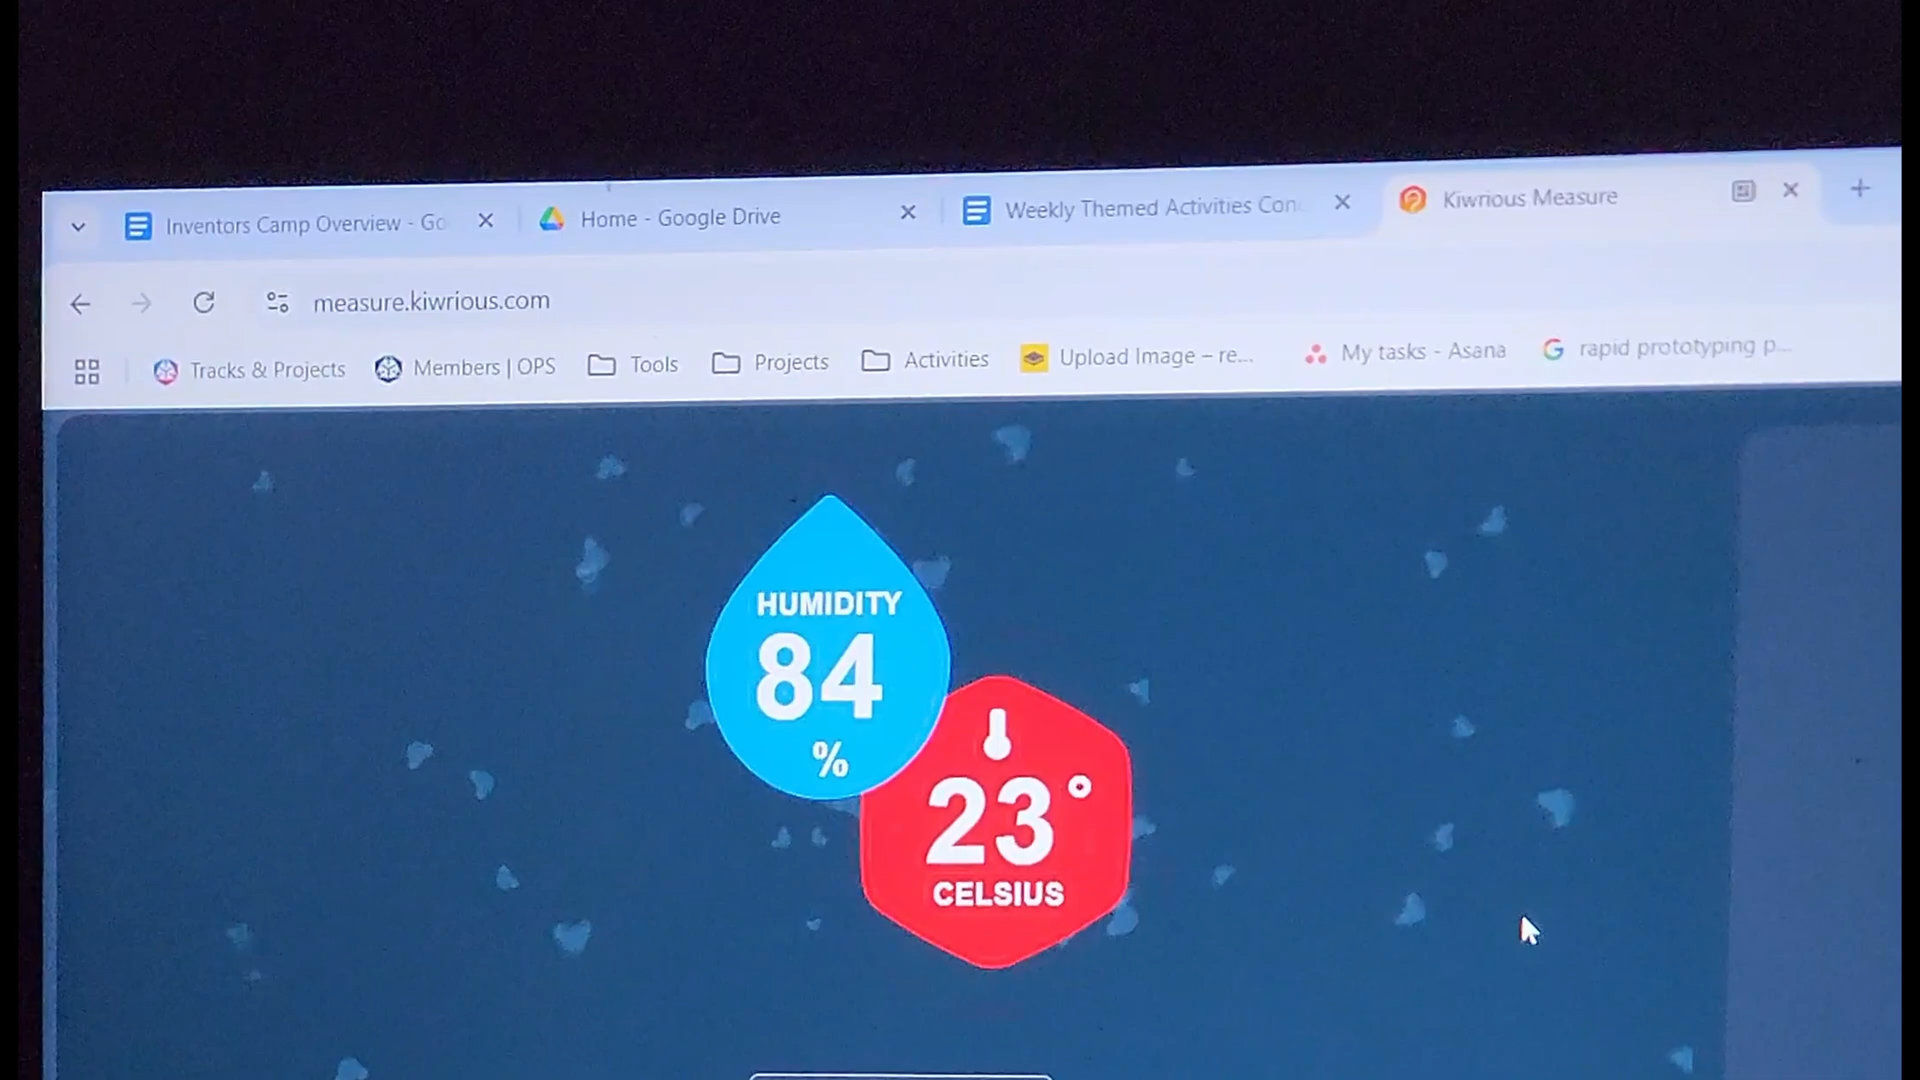 Inventors Camp Overview - Go
Home - Google Drive
Weekly Themed Activities Con
Kiwrious Measure
measure.kiwrious.com
Tracks & Projects
Members | OPS
Tools
Projects
Activities
Upload Image – re...
My tasks - Asana
rapid prototyping p...
HUMIDITY
84
%
23°
CELSIUS